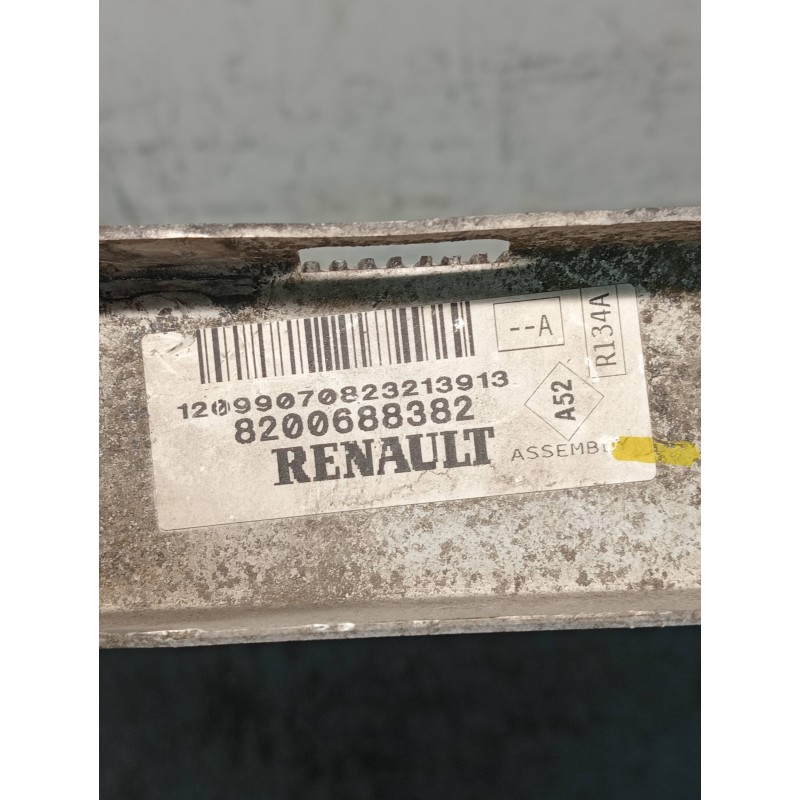 --A
R134A
12099070823213913
8200688382
A52
RENAULT